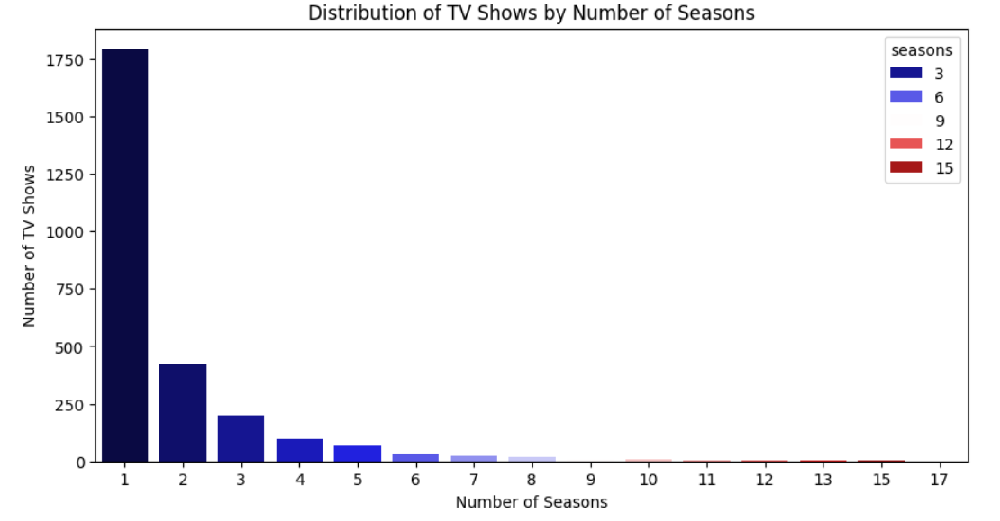 Distribution of TV Shows by Number of Seasons
seasons
3
6
9
12
15
1750
1500
1250
1000
750
500
250
0
Number of TV Shows
1 2 3 4 5 6 7 8 9 10 11 12 13 15 17
Number of Seasons